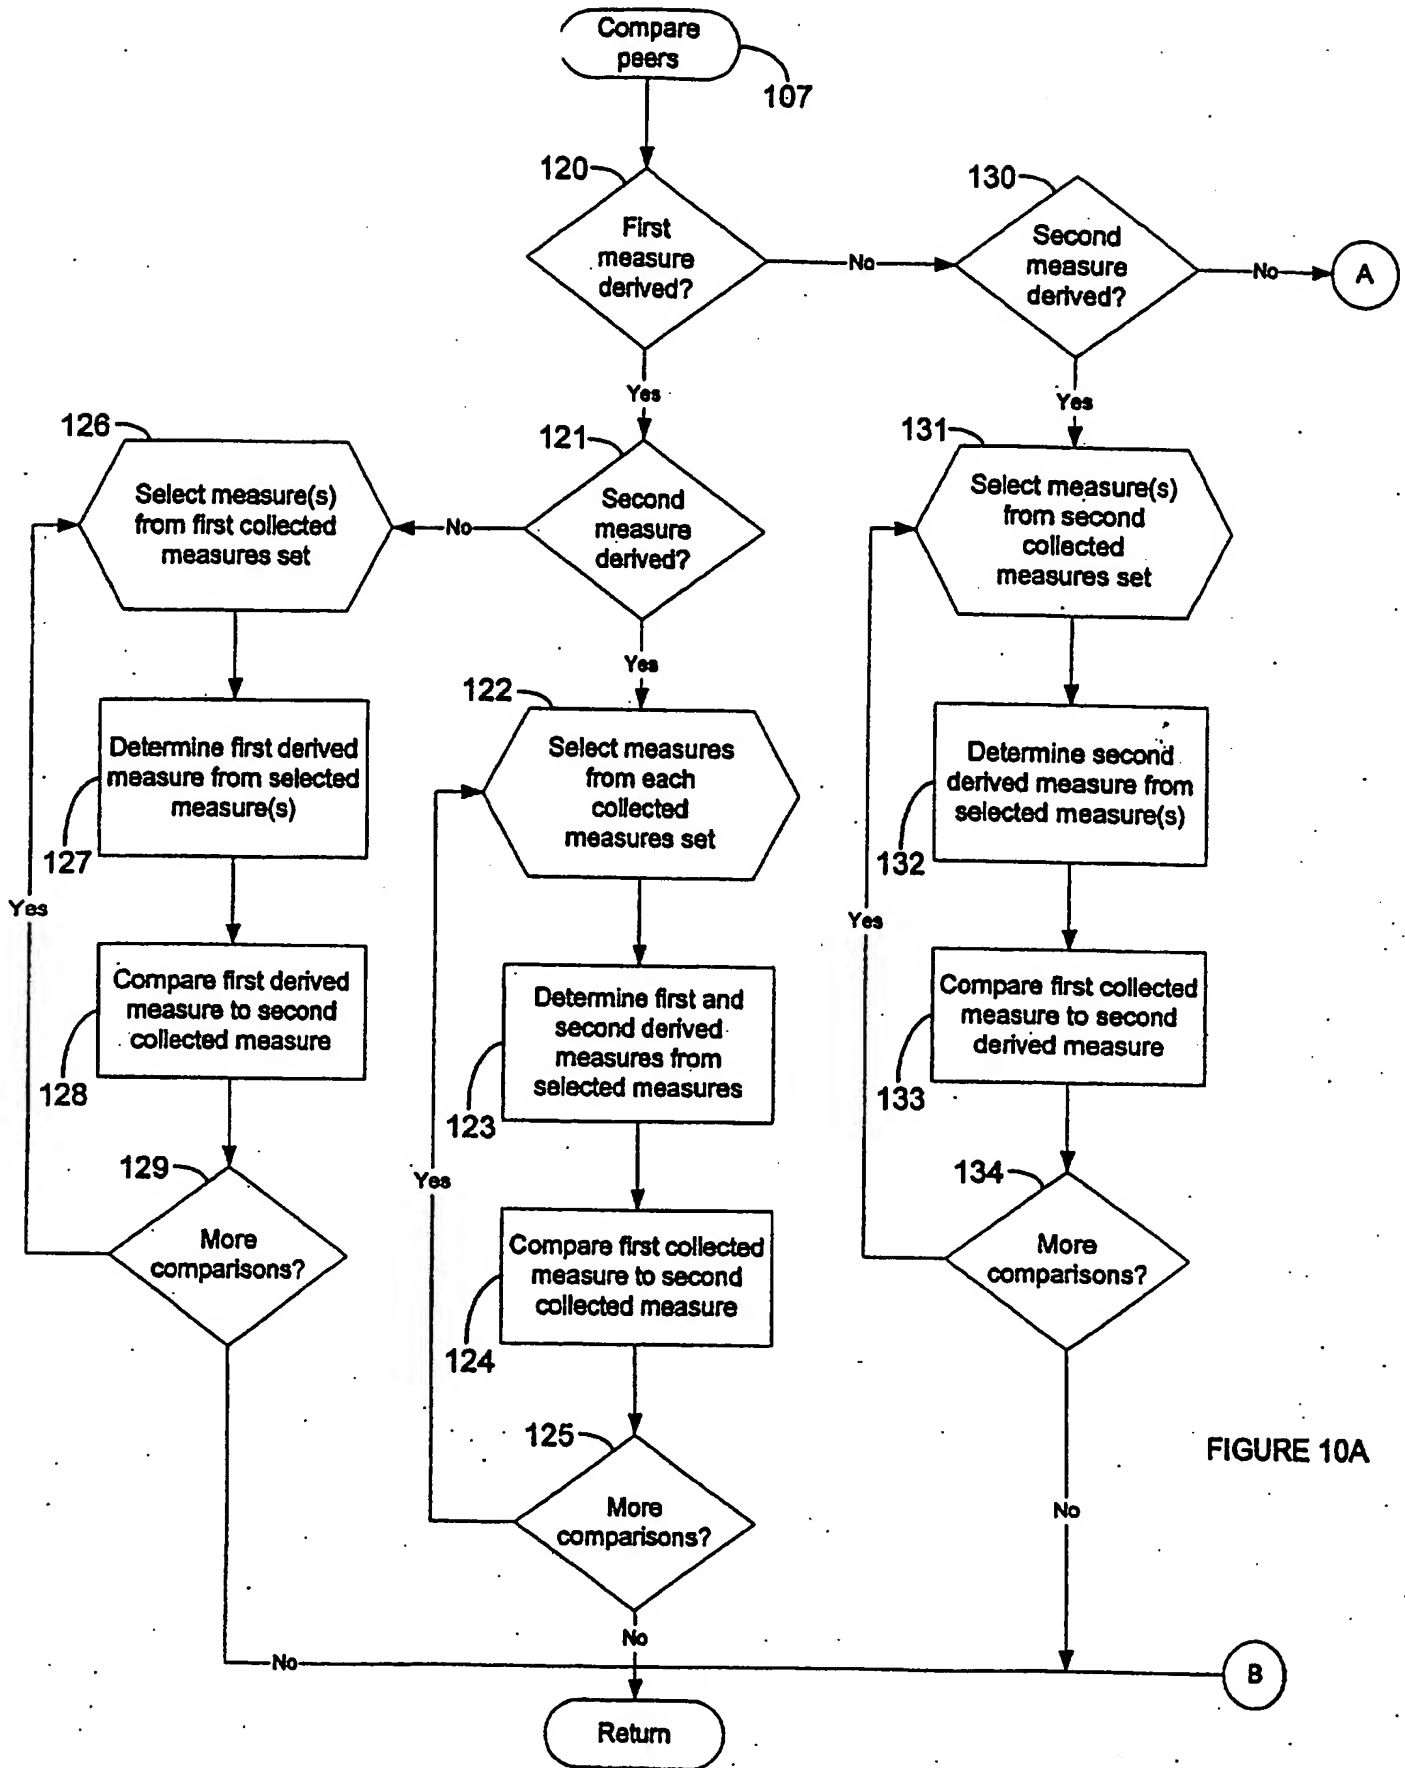 Compare
peers
107
120
First
measure
derived?
No
130
Second
measure
derived?
No
A
Yes
Yes
126
Select measure(s)
from first collected
measures set
No
121
Second
measure
derived?
131
Select measure(s)
from second
collected
measures set
Yes
122
Select measures
from each
collected
measures set
Determine first derived
measure from selected
measure(s)
127
Determine second
derived measure from
selected measure(s)
132
Yes
Yes
Compare first derived
measure to second
collected measure
128
Determine first and
second derived
measures from
selected measures
123
Compare first collected
measure to second
derived measure
133
129
More
comparisons?
Yes
Compare first collected
measure to second
collected measure
124
134
More
comparisons?
125
More
comparisons?
FIGURE 10A
No
No
No
B
Return